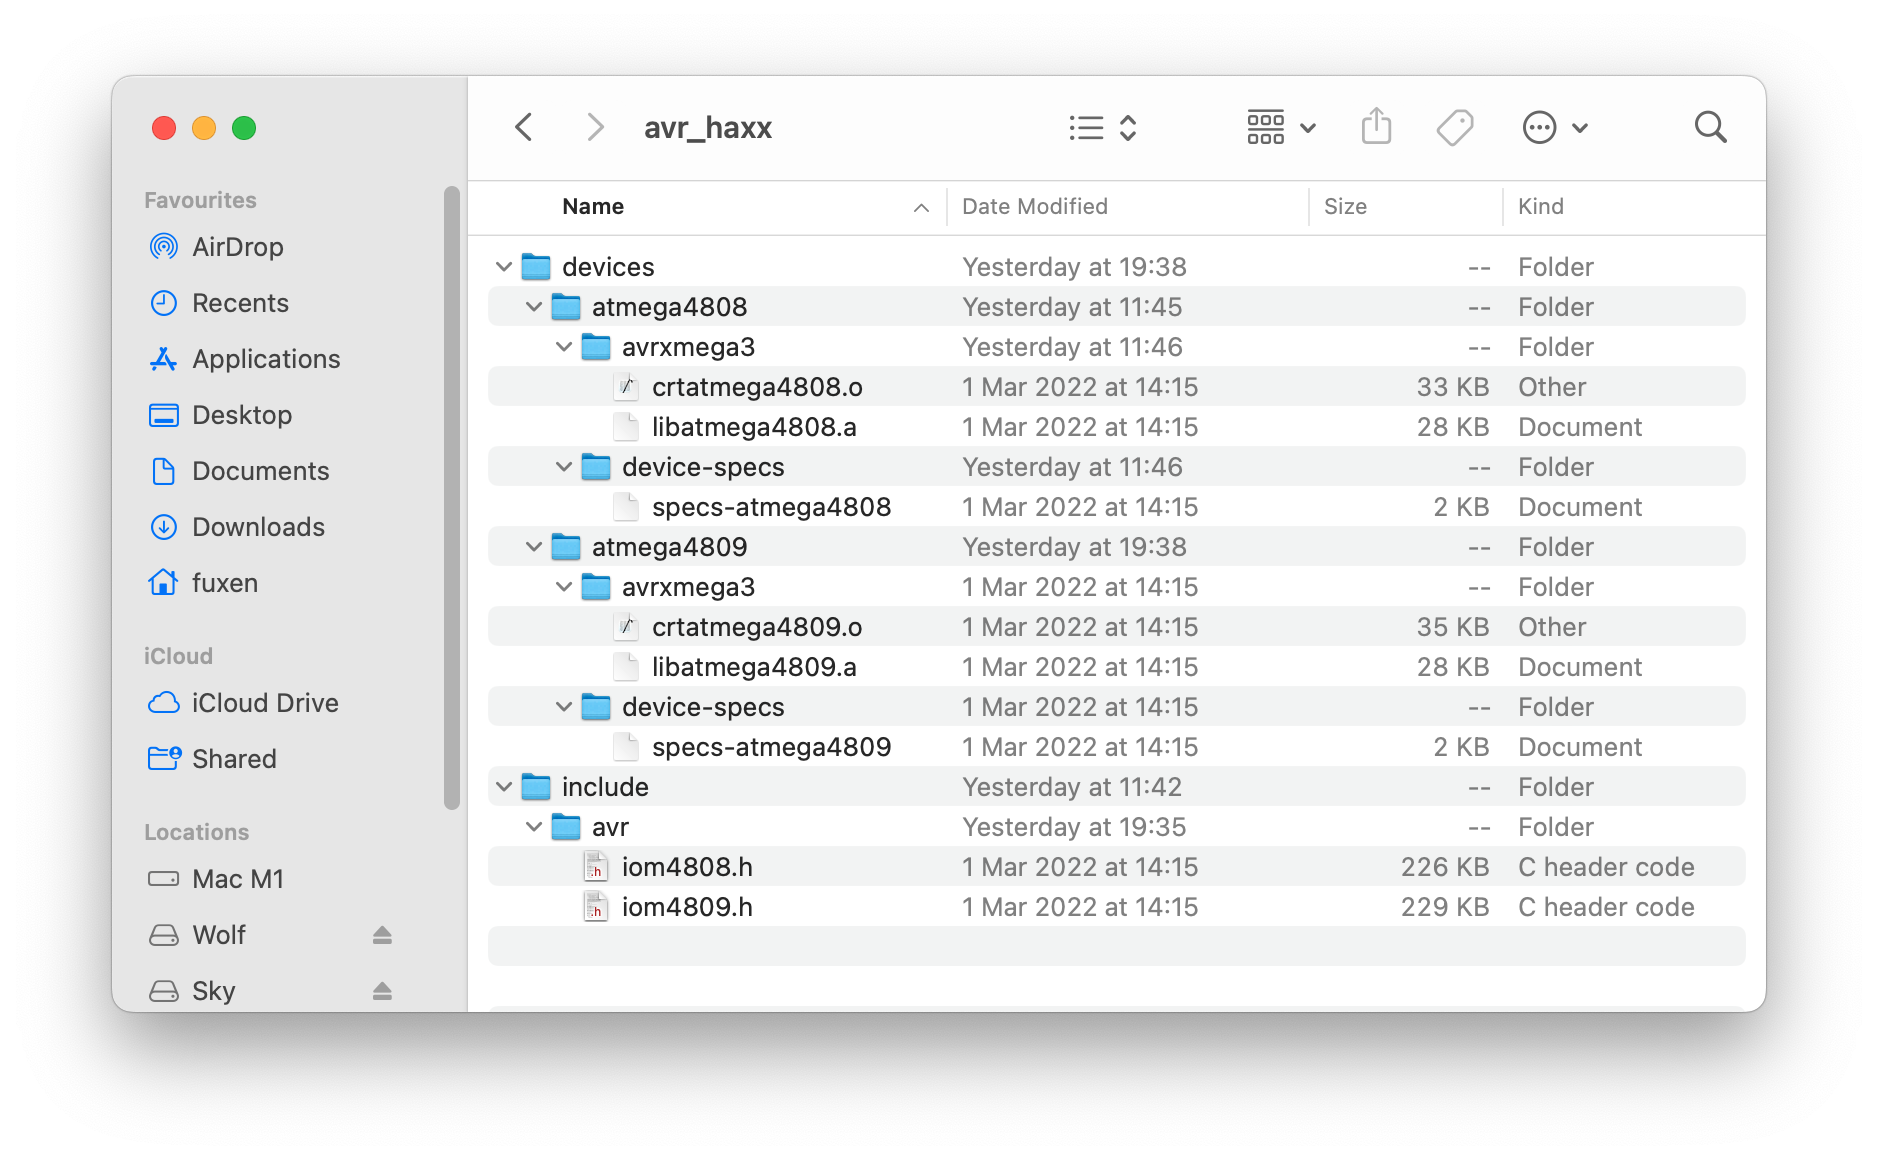 avr_haxx
Favourites
AirDrop
Recents
Applications
Desktop
Documents
Downloads
fuxen
iCloud
iCloud Drive
Shared
Locations
Mac M1
Wolf
Sky
Name Date Modified Size Kind
devices Yesterday at 19:38 -- Folder
atmega4808 Yesterday at 11:45 -- Folder
avrxmega3 Yesterday at 11:46 -- Folder
crtatmega4808.o 1 Mar 2022 at 14:15 33 KB Other
libatmega4808.a 1 Mar 2022 at 14:15 28 KB Document
device-specs Yesterday at 11:46 -- Folder
specs-atmega4808 1 Mar 2022 at 14:15 2 KB Document
atmega4809 Yesterday at 19:38 -- Folder
avrxmega3 1 Mar 2022 at 14:15 -- Folder
crtatmega4809.o 1 Mar 2022 at 14:15 35 KB Other
libatmega4809.a 1 Mar 2022 at 14:15 28 KB Document
device-specs 1 Mar 2022 at 14:15 -- Folder
specs-atmega4809 1 Mar 2022 at 14:15 2 KB Document
include Yesterday at 11:42 -- Folder
avr Yesterday at 19:35 -- Folder
.h iom4808.h 1 Mar 2022 at 14:15 226 KB C header code
.h iom4809.h 1 Mar 2022 at 14:15 229 KB C header code